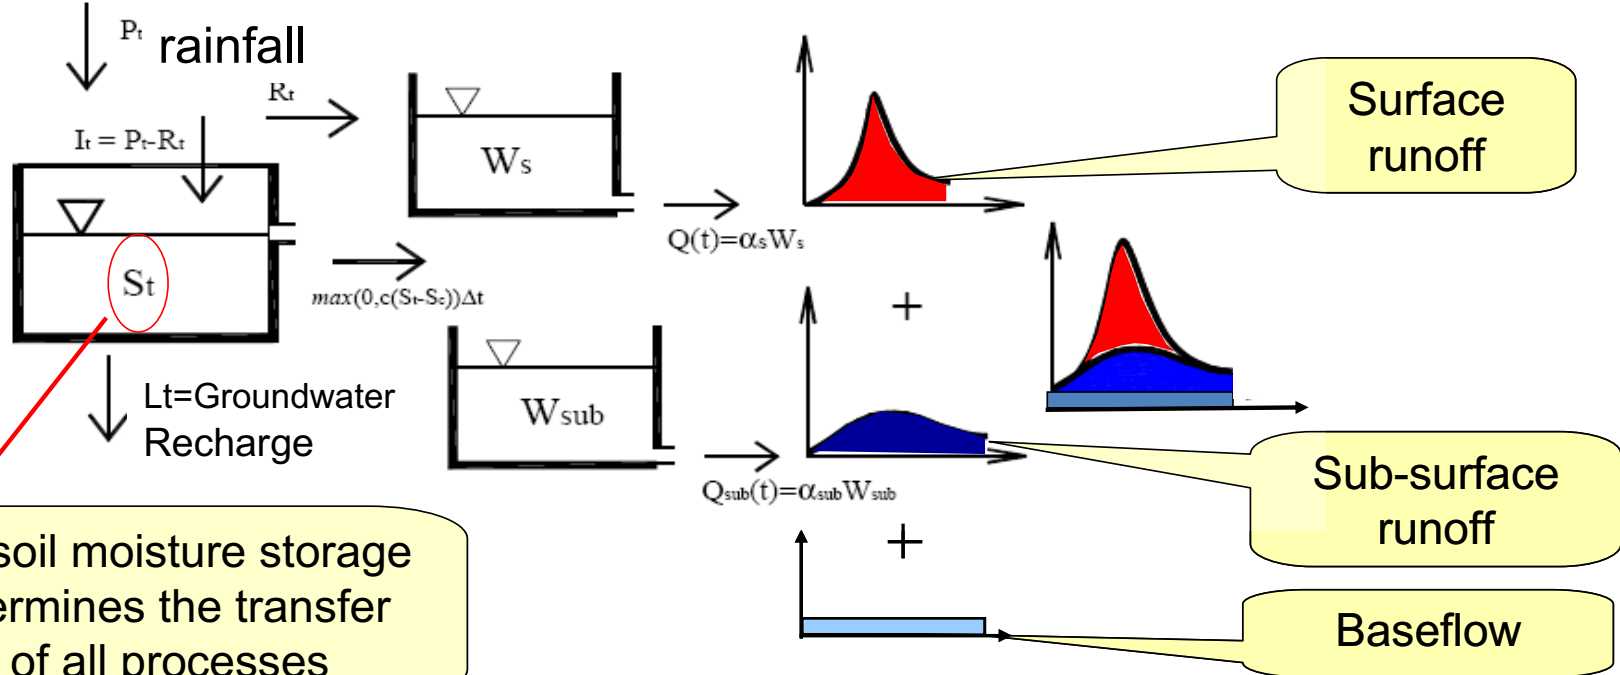 Pt rainfall
Rt
It = Pt-Rt
Ws
Surface
runoff
Q(t)=αsWs
St
max(0,c(St-Sc))Δt
+
Lt=Groundwater
Recharge
Wsub
Qsub(t)=αsubWsub
Sub-surface
runoff
+
soil moisture storage
ermines the transfer
of all processes
Baseflow